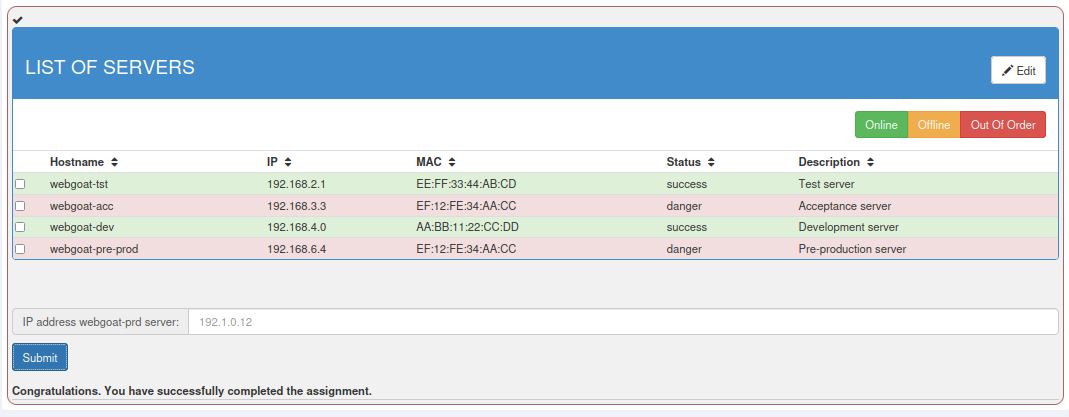 LIST OF SERVERS
Edit
Online Offline Out Of Order
Hostname IP MAC Status Description
webgoat-tst 192.168.2.1 EE:FF:33:44:AB:CD success Test server
webgoat-acc 192.168.3.3 EF:12:FE:34:AA:CC danger Acceptance server
webgoat-dev 192.168.4.0 AA:BB:11:22:CC:DD success Development server
webgoat-pre-prod 192.168.6.4 EF:12:FE:34:AA:CC danger Pre-production server
IP address webgoat-prd server: 192.1.0.12
Submit
Congratulations. You have successfully completed the assignment.